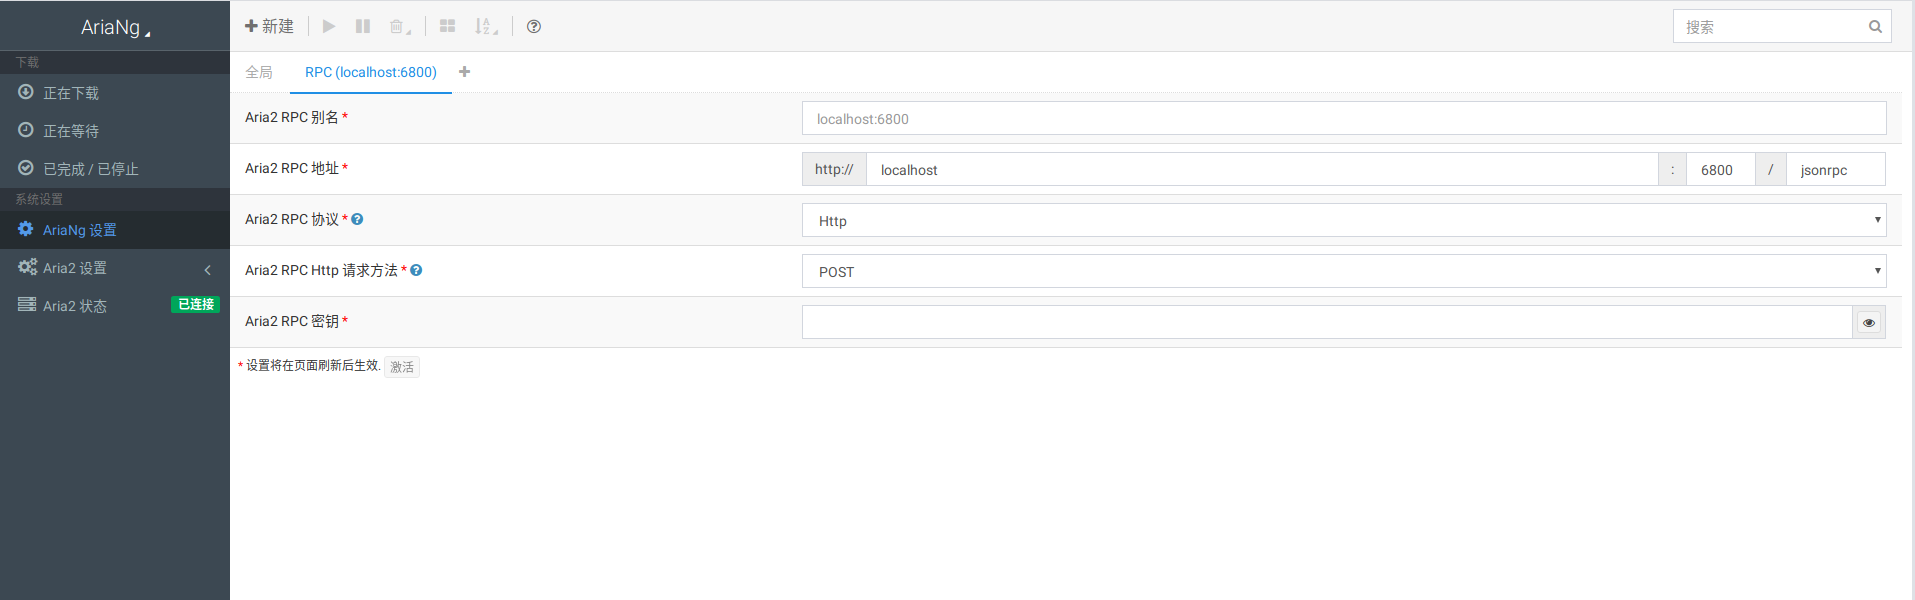 AriaNg
下载
正在下载
正在等待
已完成 / 已停止
系统设置
AriaNg 设置
Aria2 设置
Aria2 状态 已连接
新建
搜索
全局 RPC (localhost:6800)
Aria2 RPC 别名 * localhost:6800
Aria2 RPC 地址 * http:// localhost : 6800 / jsonrpc
Aria2 RPC 协议 * Http
Aria2 RPC Http 请求方法 * POST
Aria2 RPC 密钥 *
* 设置将在页面刷新后生效. 激活